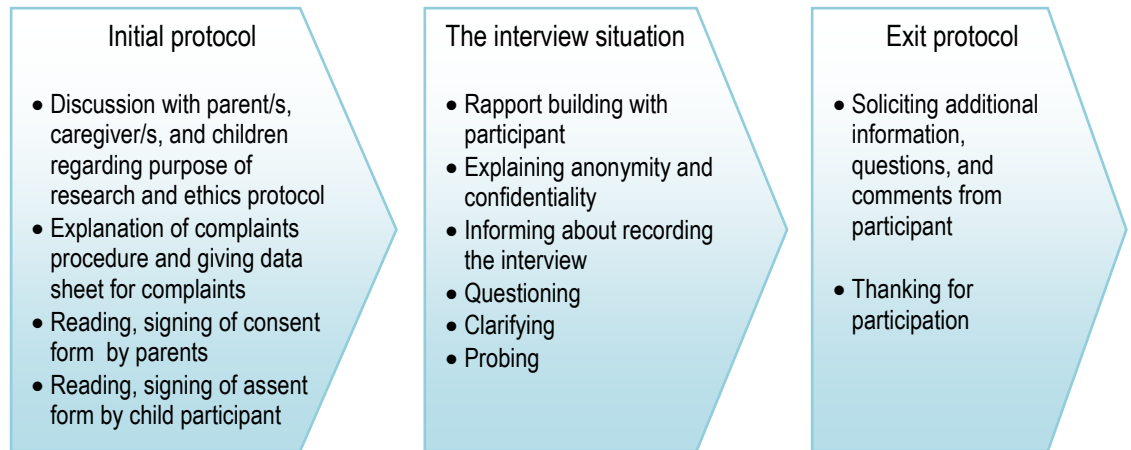 Initial protocol
• Discussion with parent/s,
caregiver/s, and children
regarding purpose of
research and ethics protocol
• Explanation of complaints
procedure and giving data
sheet for complaints
• Reading, signing of consent
form by parents
• Reading, signing of assent
form by child participant
The interview situation
• Rapport building with
participant
• Explaining anonymity and
confidentiality
• Informing about recording
the interview
• Questioning
• Clarifying
• Probing
Exit protocol
• Soliciting additional
information,
questions, and
comments from
participant
• Thanking for
participation